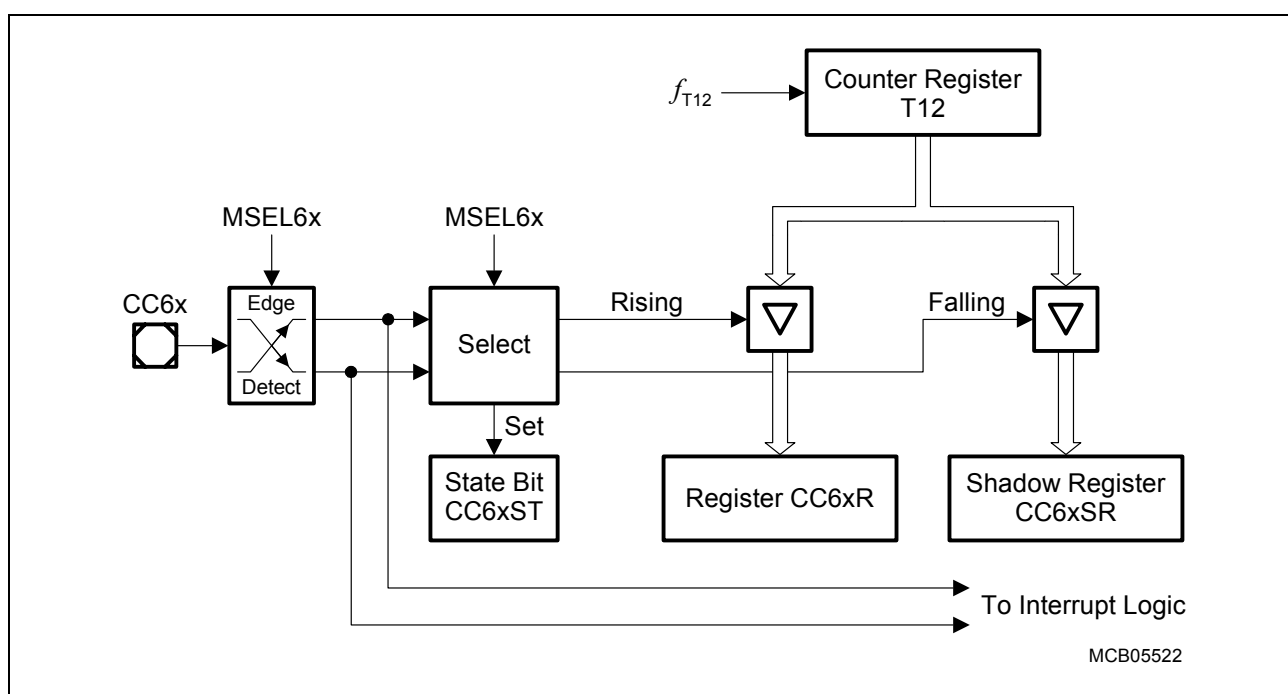 Counter Register
T12
fT12
MSEL6x
MSEL6x
CC6x
Edge
Detect
Select
Rising
Falling
Set
State Bit
CC6xST
Register CC6xR
Shadow Register
CC6xSR
To Interrupt Logic
MCB05522